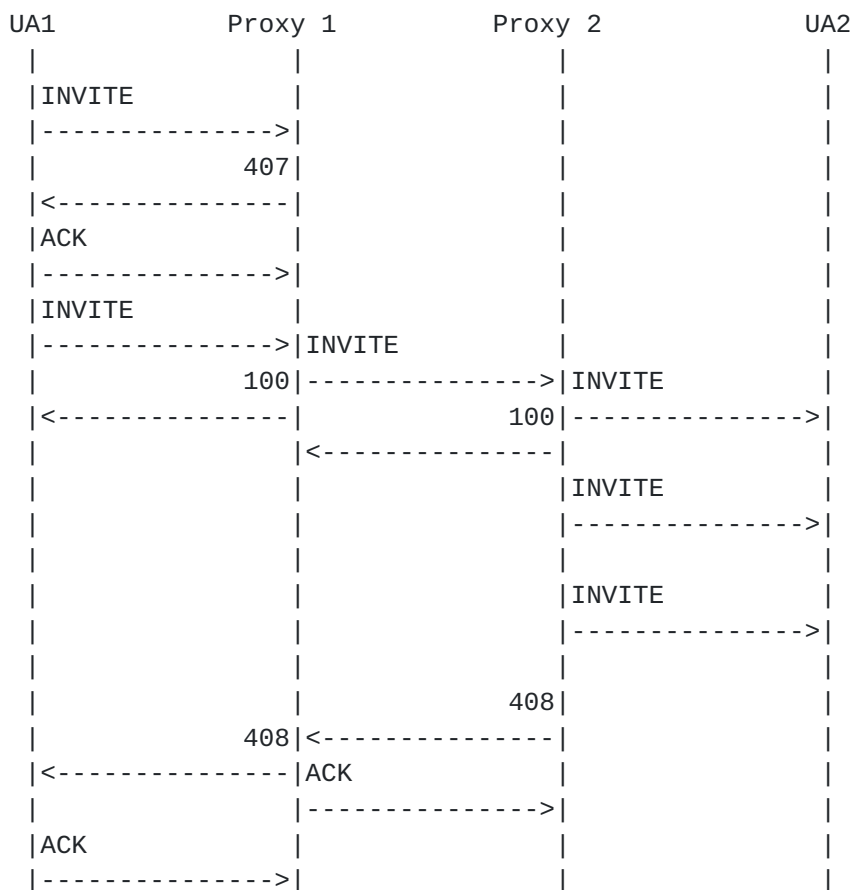 UA1            Proxy 1          Proxy 2             UA2
 |                |                |                |
 |INVITE          |                |                |
 |--------------->|                |                |
 |             407|                |                |
 |<---------------|                |                |
 |ACK             |                |                |
 |--------------->|                |                |
 |INVITE          |                |                |
 |--------------->|INVITE          |                |
 |             100|--------------->|INVITE          |
 |<---------------|             100|--------------->|
 |                |<---------------|                |
 |                |                |INVITE          |
 |                |                |--------------->|
 |                |                |                |
 |                |                |INVITE          |
 |                |                |--------------->|
 |                |                |                |
 |                |             408|                |
 |             408|<---------------|                |
 |<---------------|ACK             |                |
 |                |--------------->|                |
 |ACK             |                |                |
 |--------------->|                |                |